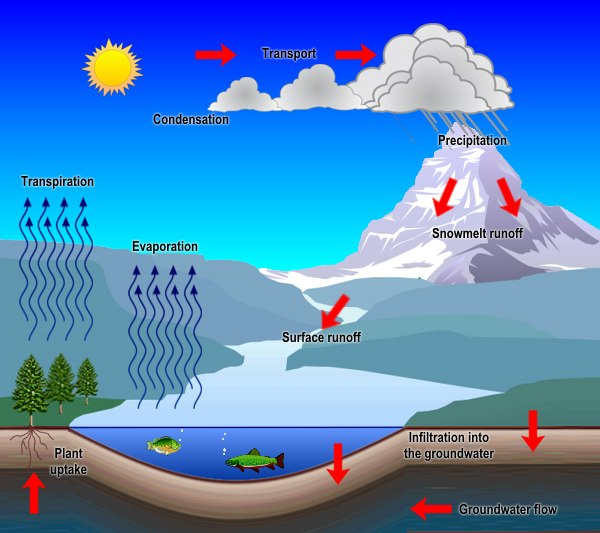 Transport
Condensation
Precipitation
Transpiration
Snowmelt runoff
Evaporation
Surface runoff
Plant
uptake
Infiltration into
the groundwater
Groundwater flow